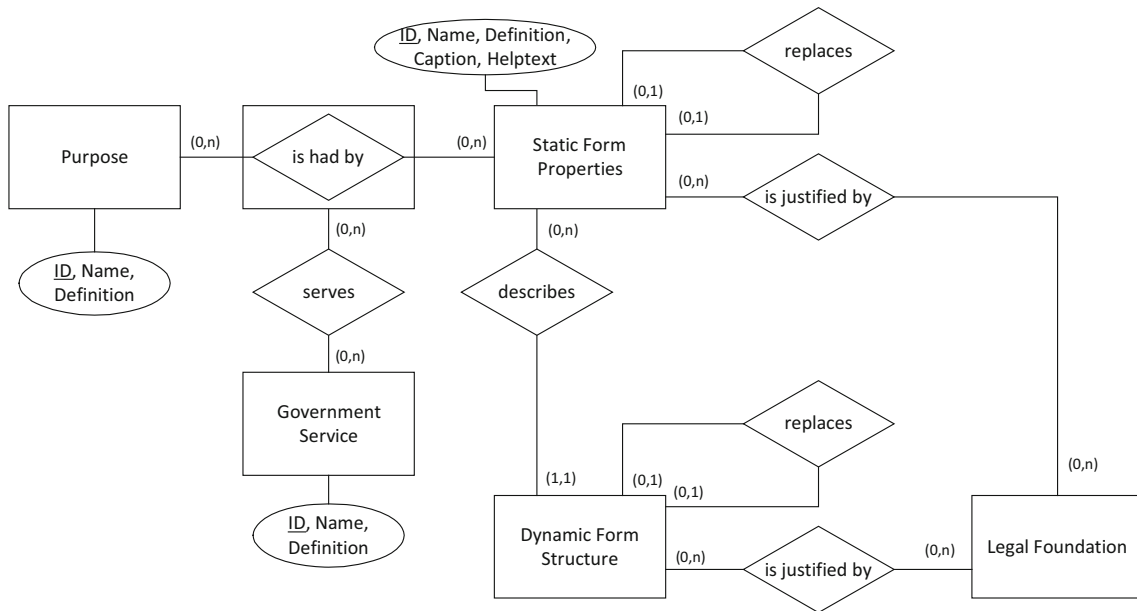 ID, Name, Definition,
Caption, Helptext
replaces
(0,1)
(0,1)
Purpose
(0,n)
is had by
(0,n)
Static Form
Properties
(0,n)
is justified by
(0,n)
(0,n)
ID, Name,
Definition
serves
describes
(0,n)
Government
Service
replaces
(1,1)
(0,1)
(0,1)
(0,n)
ID, Name,
Definition
Dynamic Form
Structure
(0,n)
is justified by
(0,n)
Legal Foundation